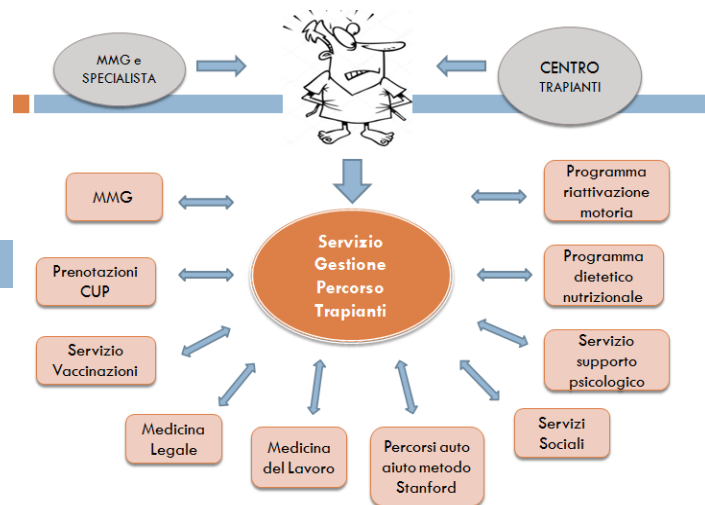 MMG e
SPECIALISTA
CENTRO
TRAPIANTI
MMG
Prenotazioni
CUP
Servizio
Vaccinazioni
Medicina
Legale
Medicina
del Lavoro
Percorsi auto
aiuto metodo
Stanford
Servizi
Sociali
Servizio
supporto
psicologico
Programma
dietetico
nutrizionale
Programma
riattivazione
motoria
Servizio
Gestione
Percorso
Trapianti